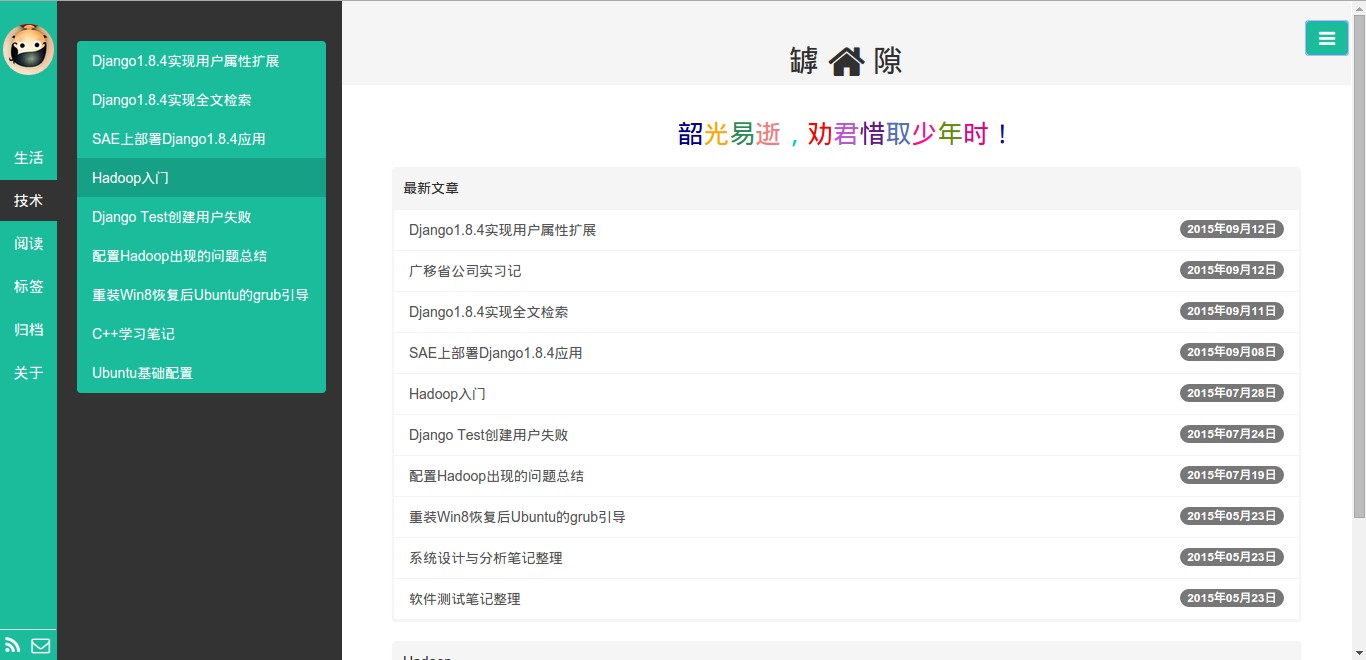 生活
技术
阅读
标签
归档
关于
Django1.8.4实现用户属性扩展
Django1.8.4实现全文检索
SAE上部署Django1.8.4应用
Hadoop入门
Django Test创建用户失败
配置Hadoop出现的问题总结
重装Win8恢复后Ubuntu的grub引导
C++学习笔记
Ubuntu基础配置
罅 隙
韶光易逝，劝君惜取少年时！
最新文章
Django1.8.4实现用户属性扩展 2015年09月12日
广移省公司实习记 2015年09月12日
Django1.8.4实现全文检索 2015年09月11日
SAE上部署Django1.8.4应用 2015年09月08日
Hadoop入门 2015年07月28日
Django Test创建用户失败 2015年07月24日
配置Hadoop出现的问题总结 2015年07月19日
重装Win8恢复后Ubuntu的grub引导 2015年05月23日
系统设计与分析笔记整理 2015年05月23日
软件测试笔记整理 2015年05月23日
Hadoop